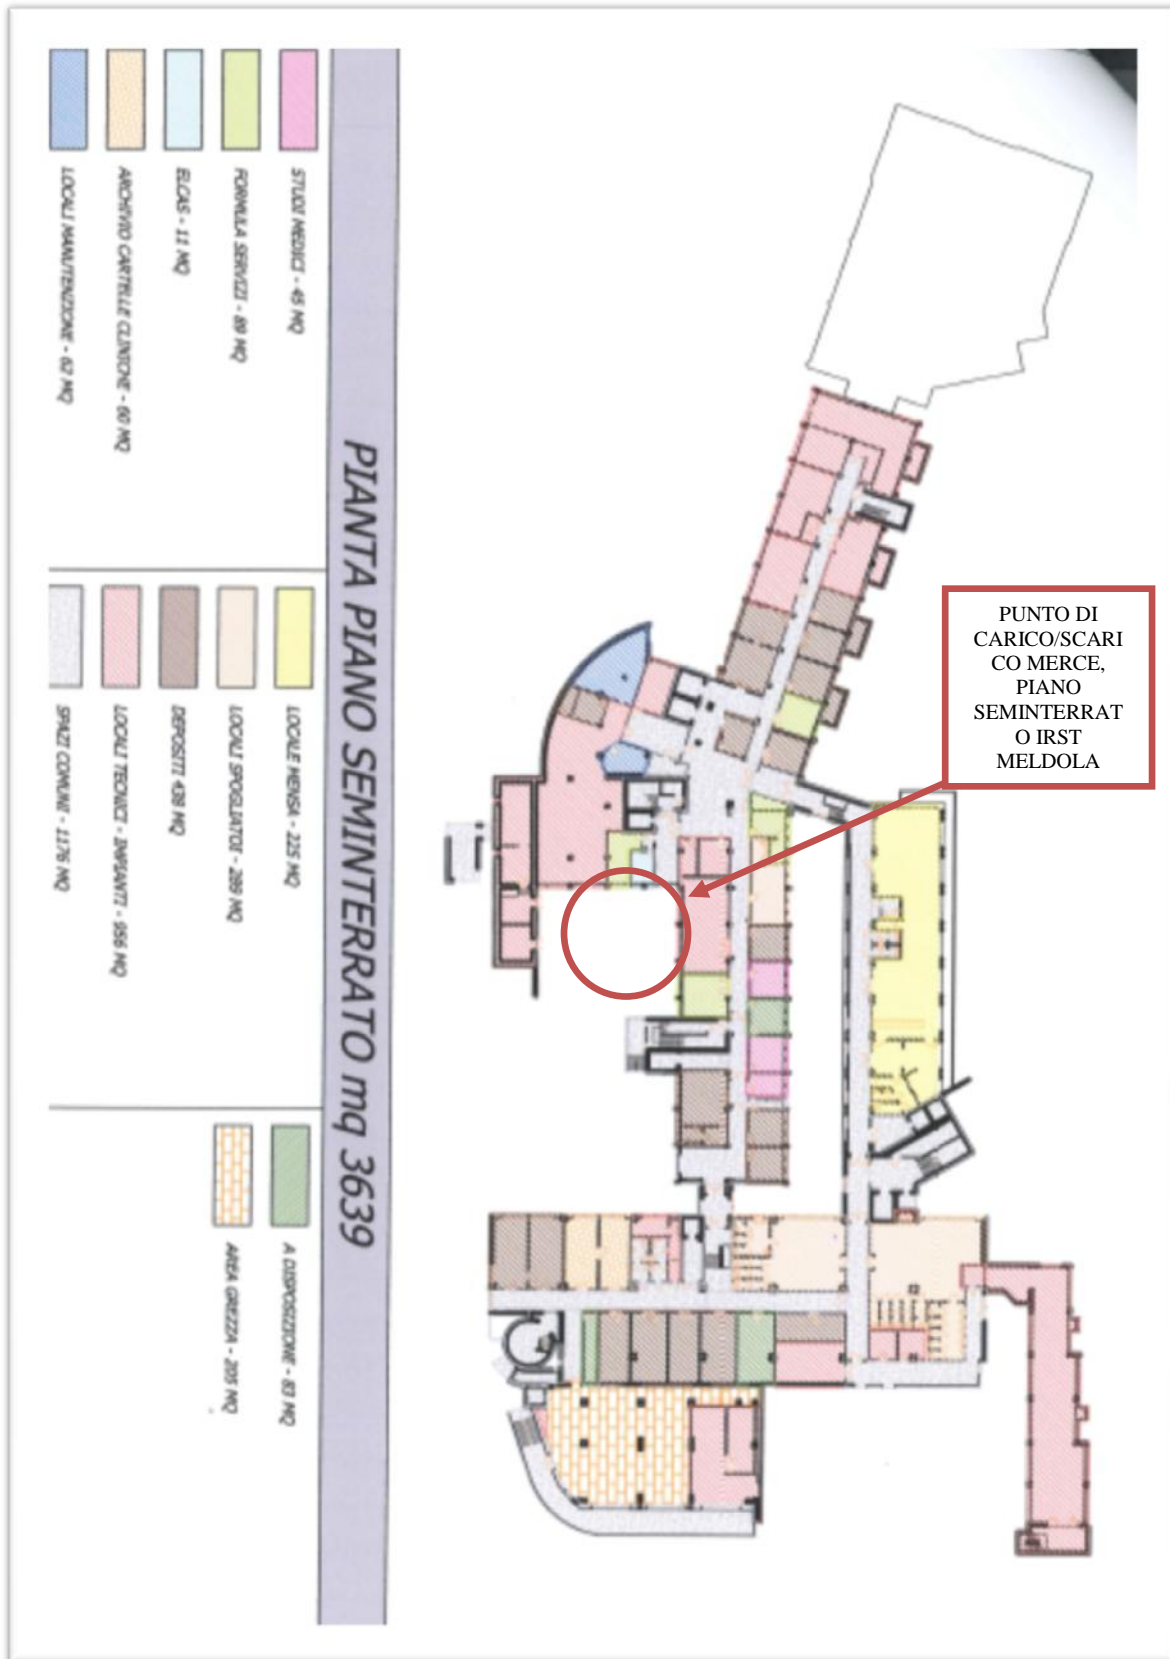 PIANTA PIANO SEMINTERRATO mq 3639
STUDI MEDICI - 45 MQ
FORMULA SERVIZI - 89 MQ
ELCAS - 11 MQ
ARCHIVIO CARTELLE CLINICHE - 60 MQ
LOCALI MANUTENZIONE - 62 MQ
LOCALE MENSA - 225 MQ
LOCALI SPOGLIATOI - 289 MQ
DEPOSITI 438 MQ
LOCALI TECNICI - IMPIANTI - 956 MQ
SPAZI COMUNI - 1176 MQ
A DISPOSIZIONE - 83 MQ
AREA GREZZA - 205 MQ
PUNTO DI
CARICO/SCARI
CO MERCE,
PIANO
SEMINTERRAT
O IRST
MELDOLA